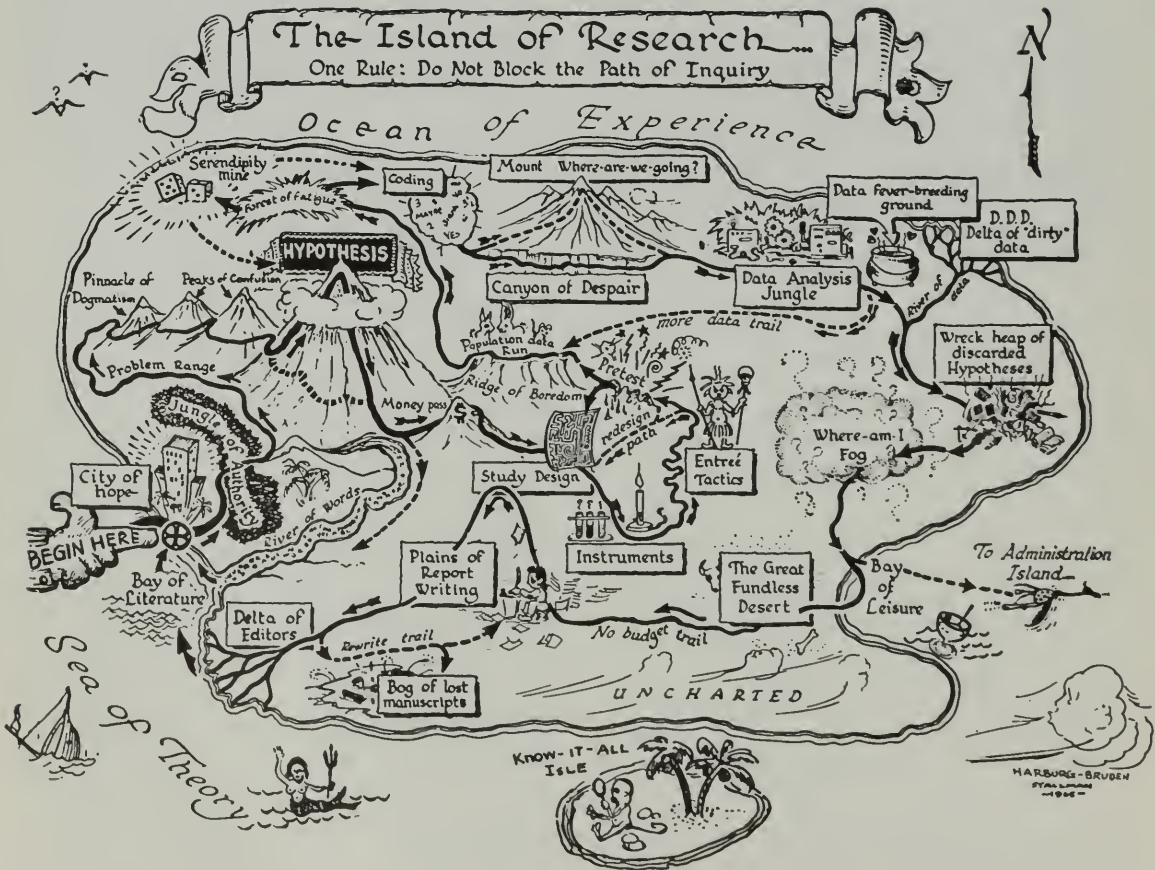 The Island of Research....
One Rule: Do Not Block the Path of Inquiry
N
?
Ocean of Experience
Serendipity
mine
Forest of fatigue
Coding
MAYBE
YES
Mount Where-are-we-going?
Data Fever-breeding
ground
D.D.D.
Delta of "dirty"
data
HYPOTHESIS
Pinnacle of
Dogmatism
Peaks of Confusion
Canyon of Despair
Data Analysis
Jungle
River of data
more data trail
Population data
Run
Pretest
Wreck heap of
discarded
Hypotheses
Problem Range
Ridge of Boredom
Money pass
$
redesign
path
Where-am-I
Fog
Jungle of Authority
City of
hope
Study Design
Entreé
Tactics
River of Words
BEGIN HERE
Instruments
Plains of
Report
Writing
The Great
Fundless
Desert
Bay
of
Leisure
To Administration
Island
Bay of
Literature
Delta of
Editors
Rewrite trail
No budget trail
Bog of lost
manuscripts
UNCHARTED
Sea of Theory
KNOW-IT-ALL
ISLE
HARBURG-BRUDEN
STALLMAN